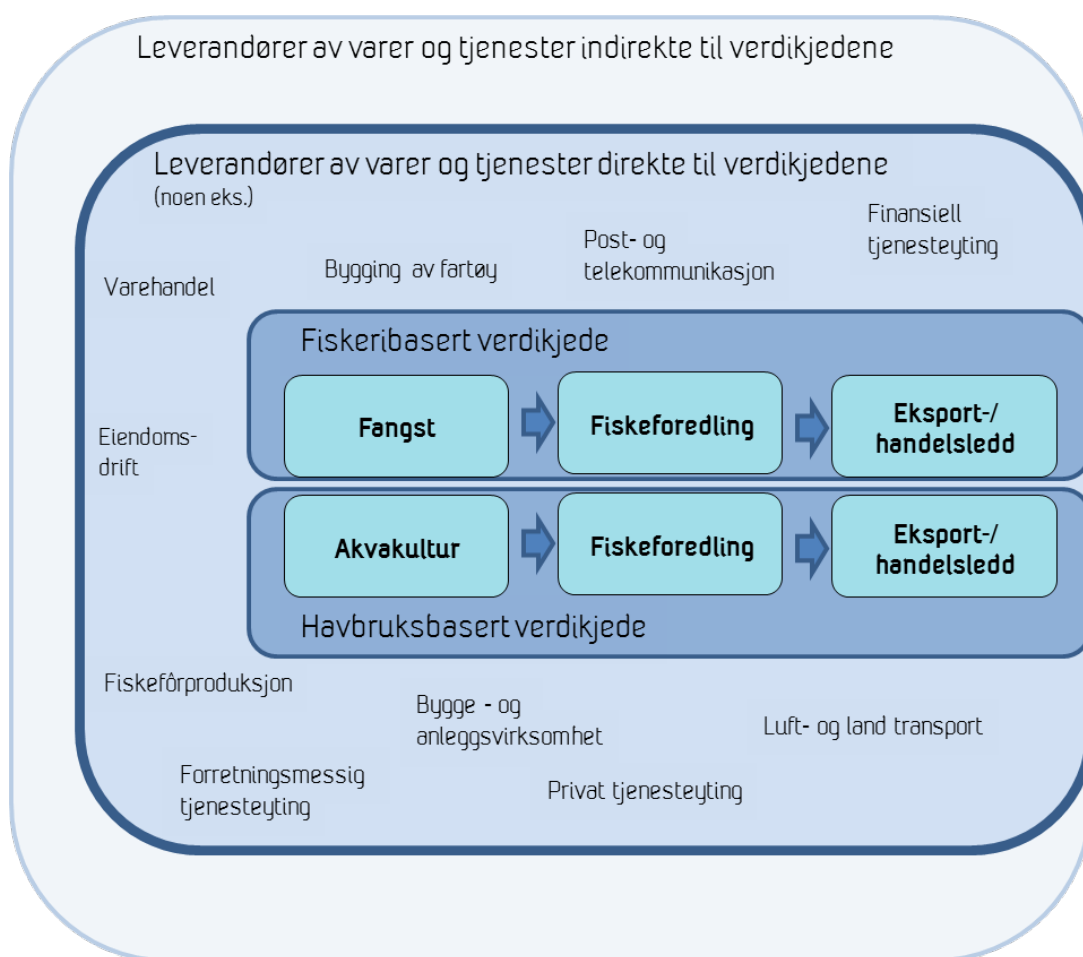 Leverandører av varer og tjenester indirekte til verdikjedene
Leverandører av varer og tjenester direkte til verdikjedene
(noen eks.)
Finansiell
tjenesteyting
Post- og
telekommunikasjon
Bygging av fartøy
Varehandel
Fiskeribasert verdikjede
Fangst
Fiskeforedling
Eksport-/
handelsledd
Eiendoms-
drift
Akvakultur
Fiskeforedling
Eksport-/
handelsledd
Havbruksbasert verdikjede
Fiskefôrproduksjon
Bygge - og
anleggsvirksomhet
Luft- og land transport
Forretningsmessig
tjenesteyting
Privat tjenesteyting